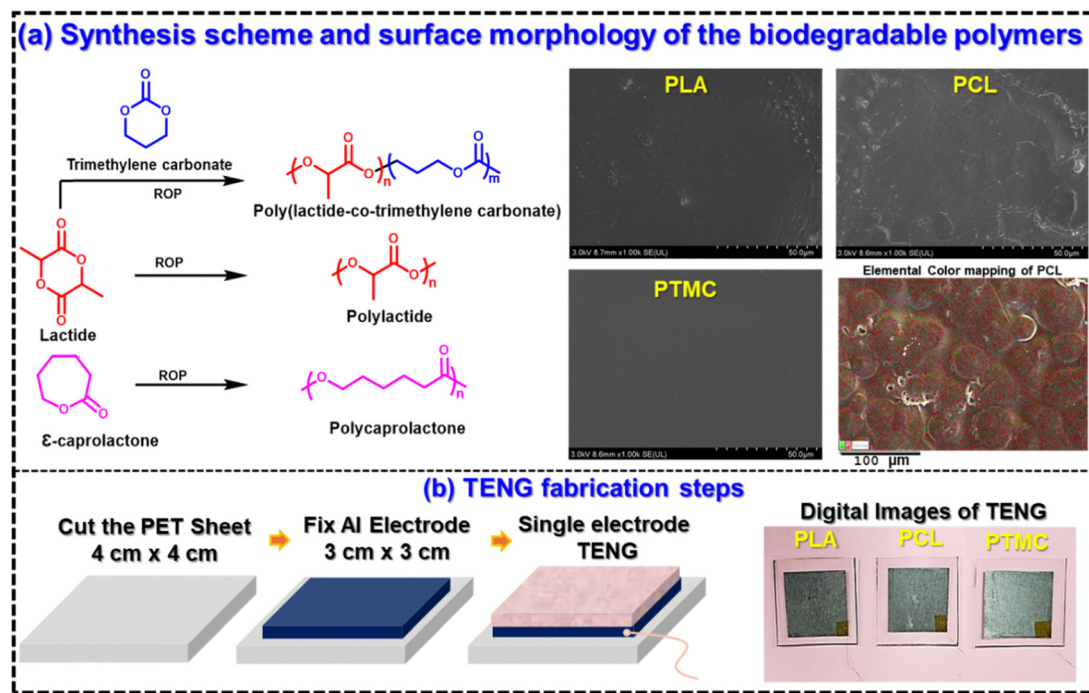 (a) Synthesis scheme and surface morphology of the biodegradable polymers
O
O
O
Trimethylene carbonate
ROP
O
O
O
n
O
O
O
m
Poly(lactide-co-trimethylene carbonate)
O
O
O
O
Lactide
ROP
O
O
O
n
Polylactide
O
O
Ɛ-caprolactone
ROP
O
O
n
Polycaprolactone
PLA
3.0kV 8.7mm x1.00k SE(UL)
50.0µm
PCL
3.0kV 8.6mm x1.00k SE(UL)
50.0µm
PTMC
3.0kV 8.6mm x1.00k SE(UL)
50.0µm
Elemental Color mapping of PCL
100 µm
(b) TENG fabrication steps
Cut the PET Sheet
4 cm x 4 cm
Fix Al Electrode
3 cm x 3 cm
Single electrode
TENG
Digital Images of TENG
PLA
PCL
PTMC